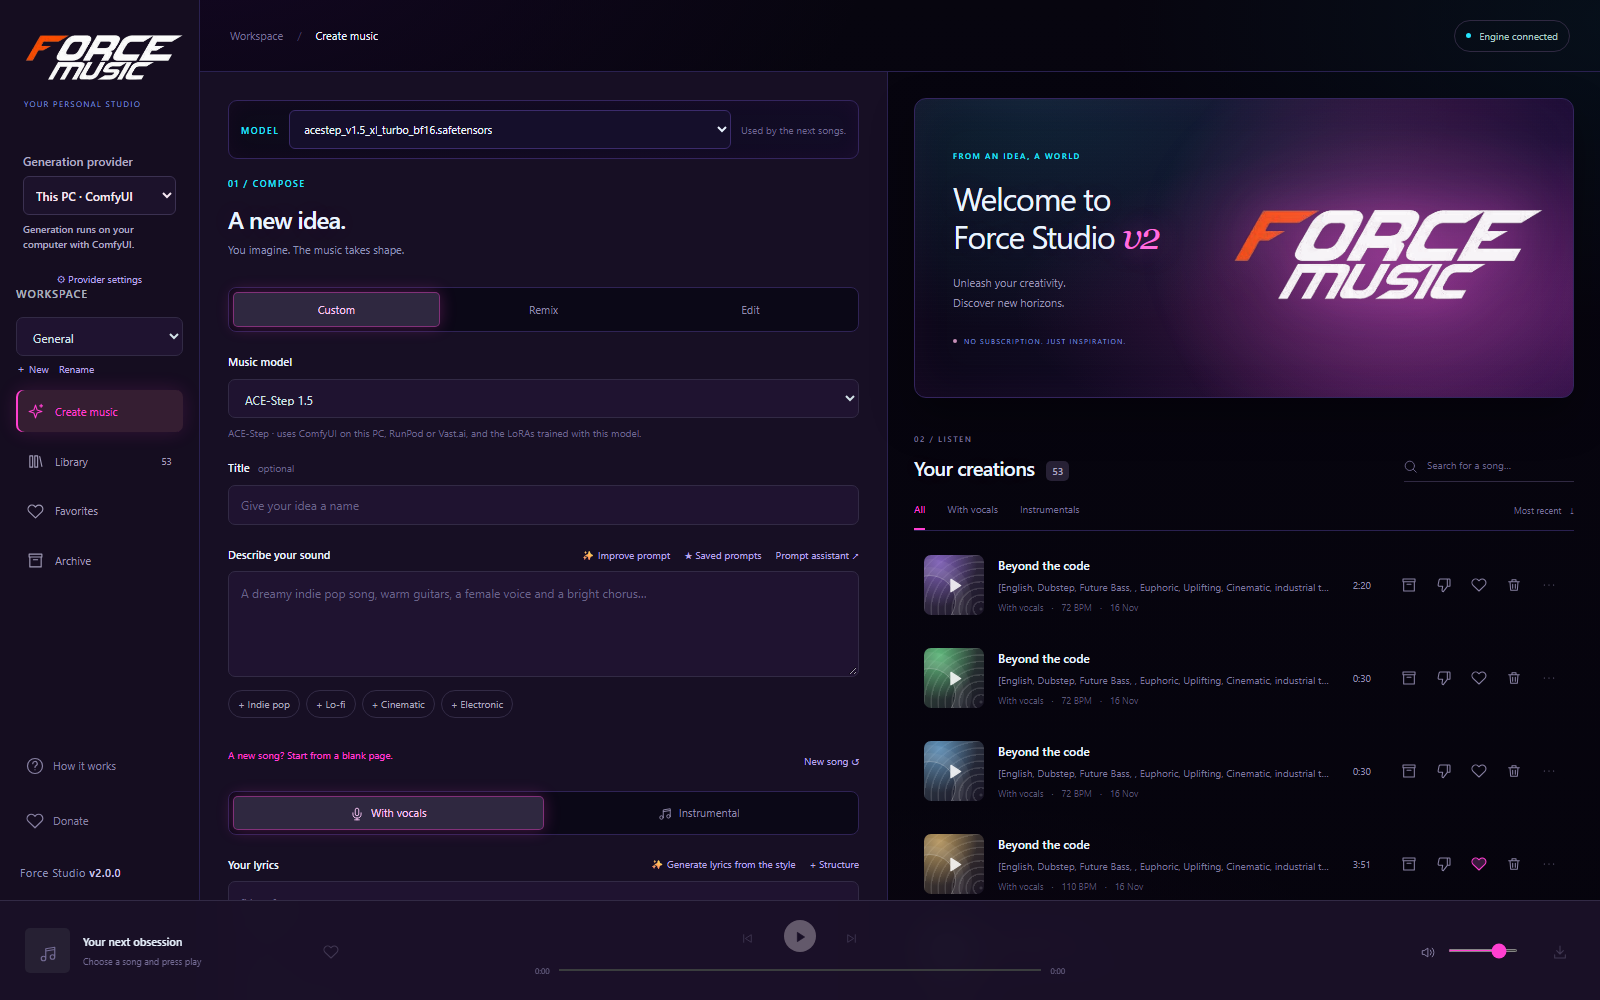 FORCE
MUSIC
YOUR PERSONAL STUDIO
Generation provider
This PC · ComfyUI
Generation runs on your
computer with ComfyUI.
⚙ Provider settings
WORKSPACE
General
+ New Rename
Create music
Library 53
Favorites
Archive
How it works
Donate
Force Studio v2.0.0
Workspace / Create music
Engine connected
MODEL acestep_v1.5_xl_turbo_bf16.safetensors Used by the next songs.
01 / COMPOSE
A new idea.
You imagine. The music takes shape.
Custom Remix Edit
Music model
ACE-Step 1.5
ACE-Step · uses ComfyUI on this PC, RunPod or Vast.ai, and the LoRAs trained with this model.
Title optional
Give your idea a name
Describe your sound ✨ Improve prompt ★ Saved prompts Prompt assistant ↗
A dreamy indie pop song, warm guitars, a female voice and a bright chorus...
+ Indie pop + Lo-fi + Cinematic + Electronic
A new song? Start from a blank page.
New song ↺
With vocals Instrumental
Your lyrics ✨ Generate lyrics from the style + Structure
FROM AN IDEA, A WORLD
Welcome to
Force Studio v2
Unleash your creativity.
Discover new horizons.
NO SUBSCRIPTION. JUST INSPIRATION.
FORCE
MUSIC
02 / LISTEN
Your creations 53
Search for a song...
All With vocals Instrumentals Most recent ↓
Beyond the code
[English, Dubstep, Future Bass, , Euphoric, Uplifting, Cinematic, industrial t... 2:20
With vocals · 72 BPM · 16 Nov
Beyond the code
[English, Dubstep, Future Bass, , Euphoric, Uplifting, Cinematic, industrial t... 0:30
With vocals · 72 BPM · 16 Nov
Beyond the code
[English, Dubstep, Future Bass, , Euphoric, Uplifting, Cinematic, industrial t... 0:30
With vocals · 72 BPM · 16 Nov
Beyond the code
[English, Dubstep, Future Bass, , Euphoric, Uplifting, Cinematic, industrial t... 3:51
With vocals · 110 BPM · 16 Nov
Your next obsession
Choose a song and press play
0:00 0:00